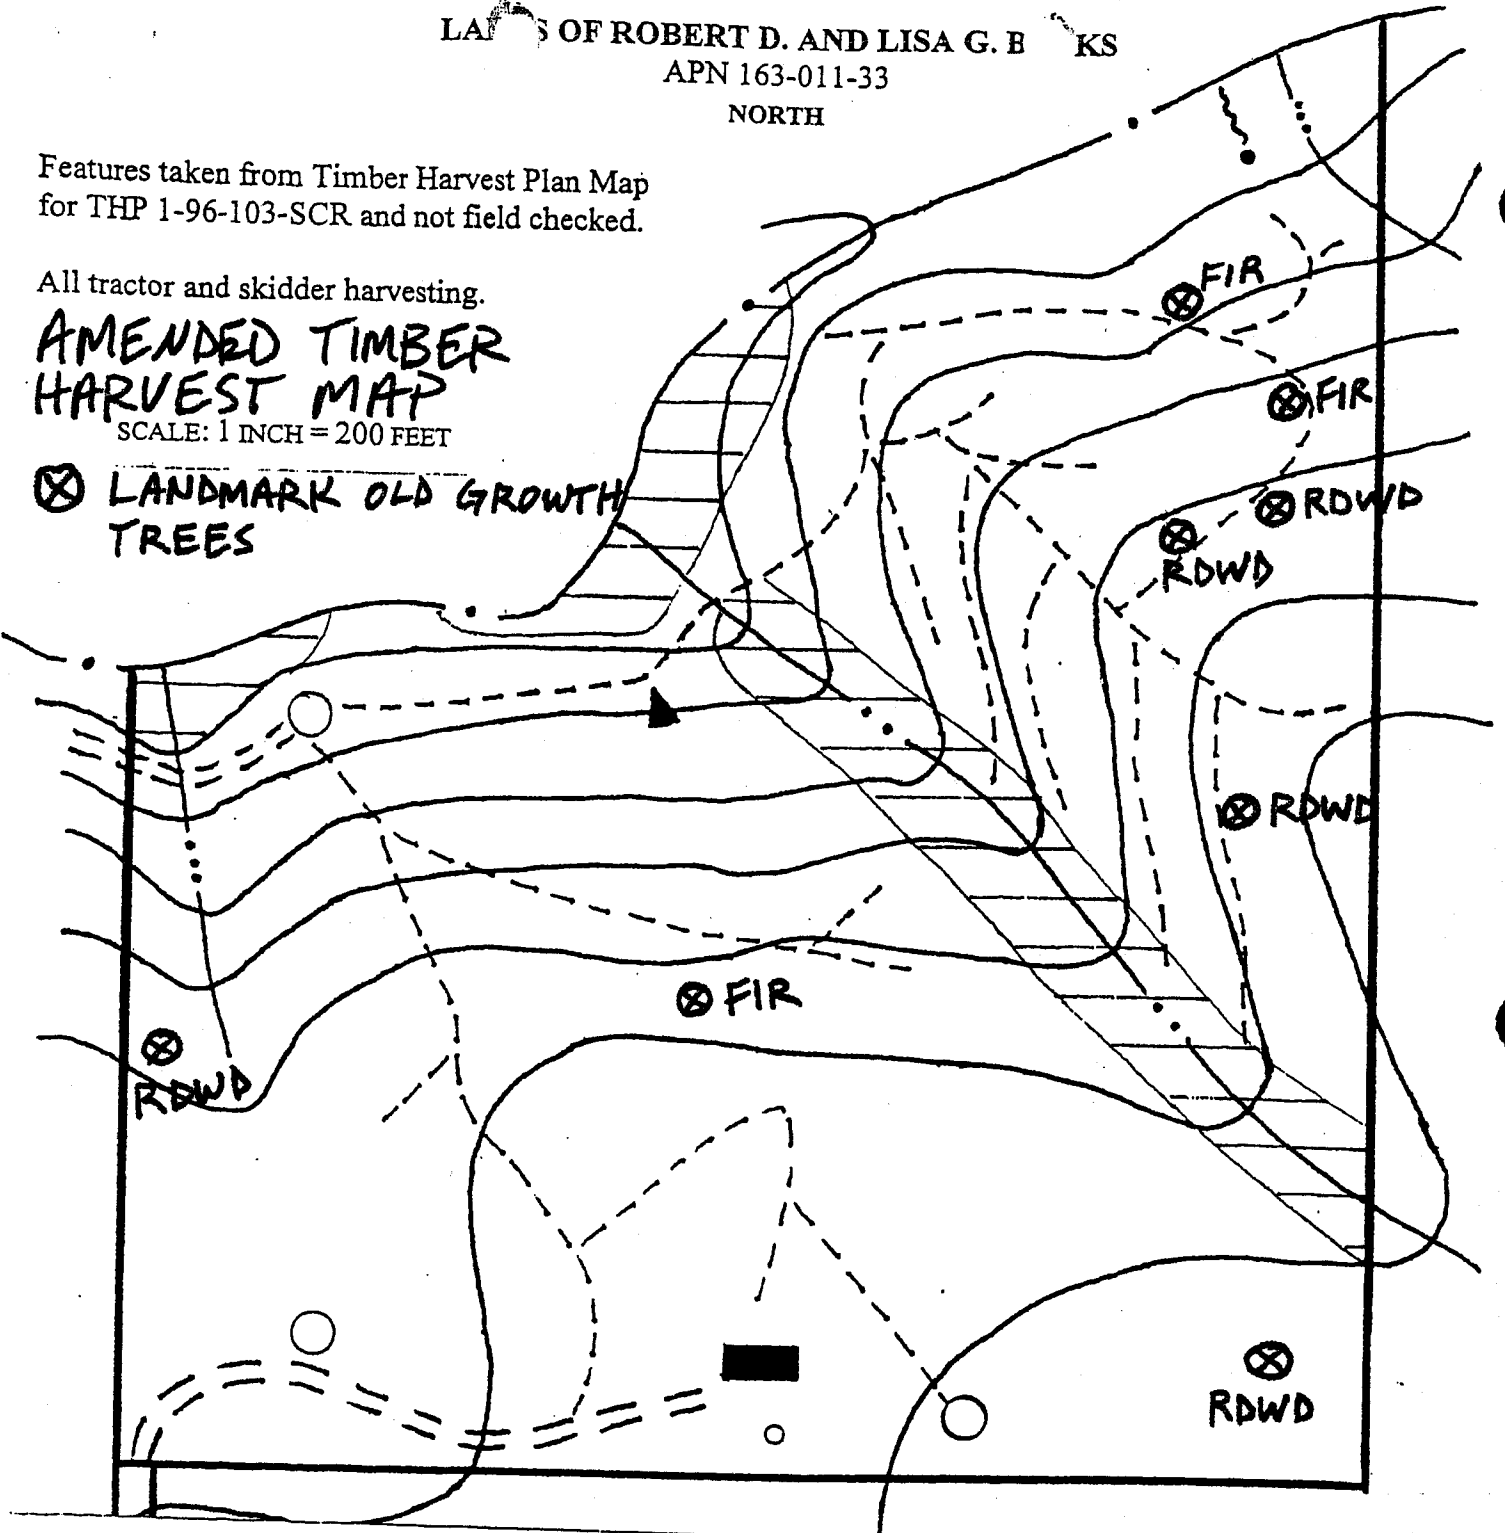 OF ROBERT D. AND LISA G.
APN 163-011-33
NORTH
Features taken from Timber Harvest Plan Map
for THP 1-96-103-SCR and not field checked.
All tractor and skidder harvesting.
AMENDED TIMBER
HARVEST MAP
SCALE: 1 INCH = 200 FEET
LANDMARK OLD GROWTH
TREES
FIR
FIR
RDWD
RDWD
RDWD
FIR
RDWD
RDWD